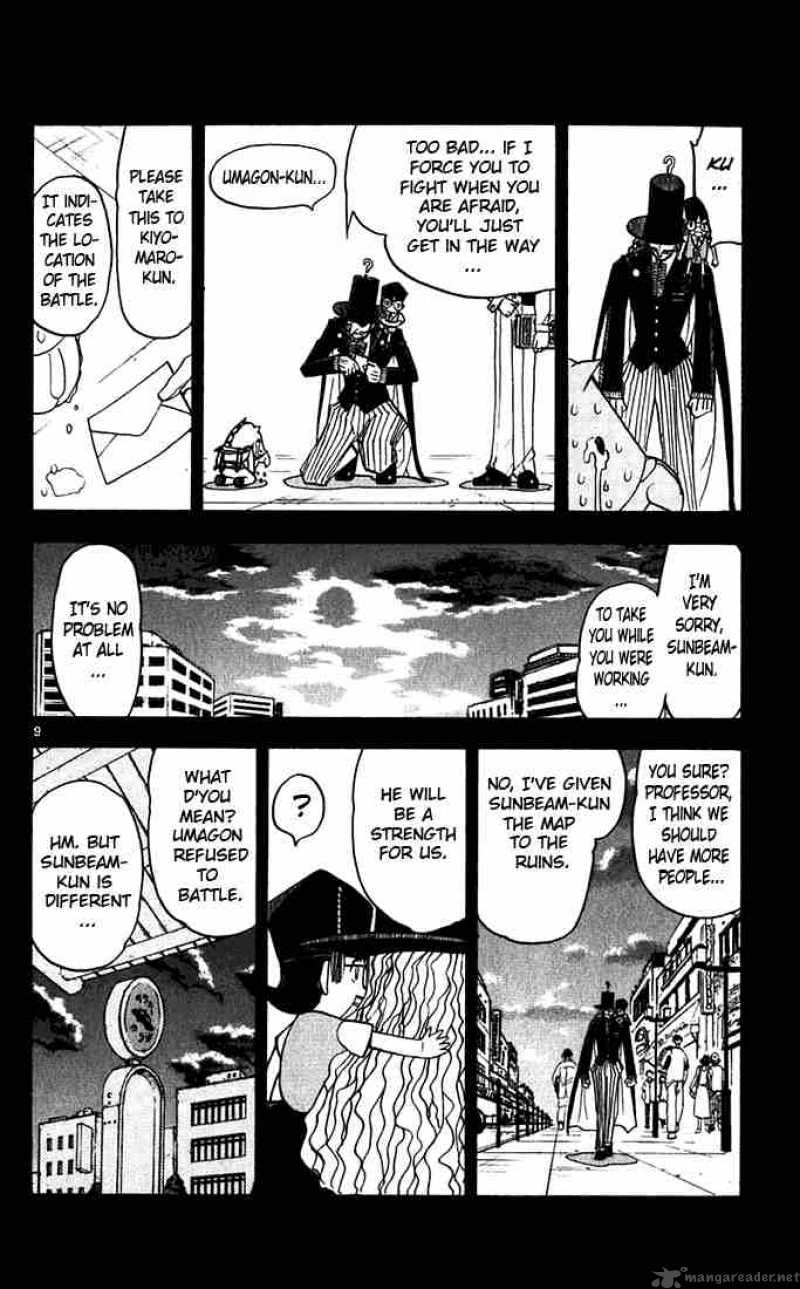 KU
...
?
TOO BAD... IF I
FORCE YOU TO
FIGHT WHEN YOU
ARE AFRAID,
YOU'LL JUST
GET IN THE WAY
...
UMAGON-KUN...
?
PLEASE
TAKE
THIS TO
KIYO-
MARO-
KUN.
IT INDI-
CATES
THE LO-
CATION
OF THE
BATTLE.
I'M
VERY
SORRY,
SUNBEAM-
KUN.
TO TAKE
YOU WHILE
YOU WERE
WORKING
...
IT'S NO
PROBLEM
AT ALL
...
9
YOU SURE?
PROFESSOR,
I THINK WE
SHOULD
HAVE MORE
PEOPLE...
NO, I'VE GIVEN
SUNBEAM-KUN
THE MAP
TO THE
RUINS.
?
HE WILL
BE A
STRENGTH
FOR US.
?
WHAT
D'YOU
MEAN?
UMAGON
REFUSED
TO
BATTLE.
HM. BUT
SUNBEAM-
KUN IS
DIFFERENT
...
mangareader.net